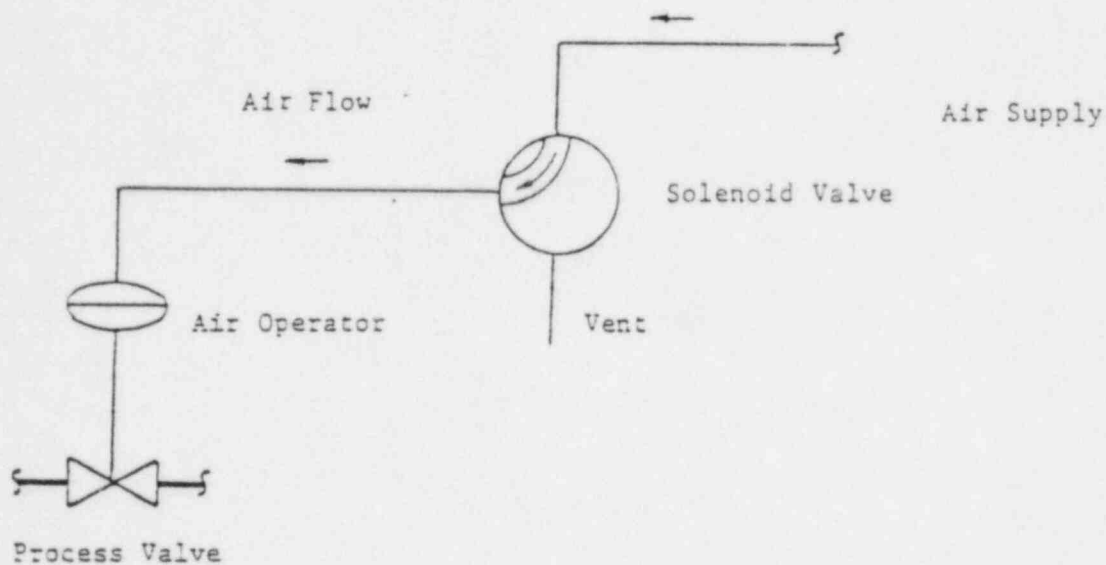 Air Flow
Air Supply
Solenoid Valve
Vent
Air Operator
Process Valve